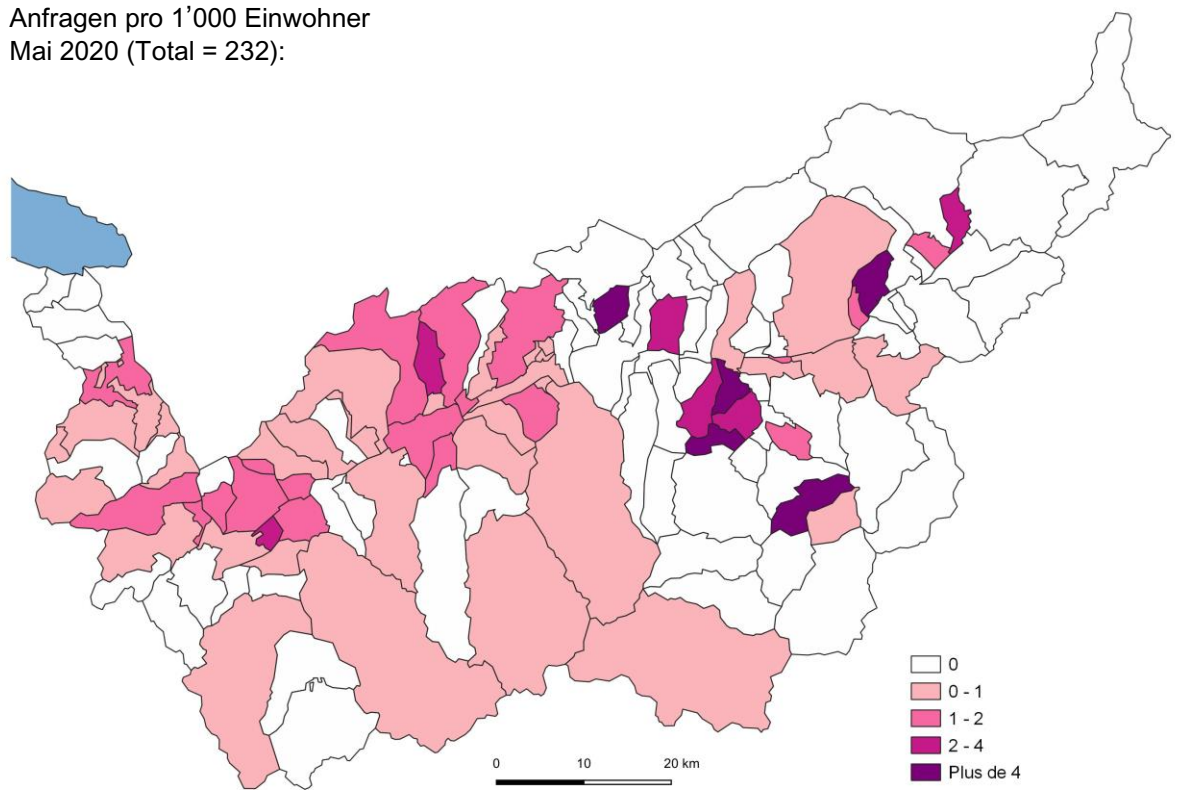 Anfragen pro 1’000 Einwohner
Mai 2020 (Total = 232):
0
0 - 1
1 - 2
2 - 4
Plus de 4
0 10 20 km